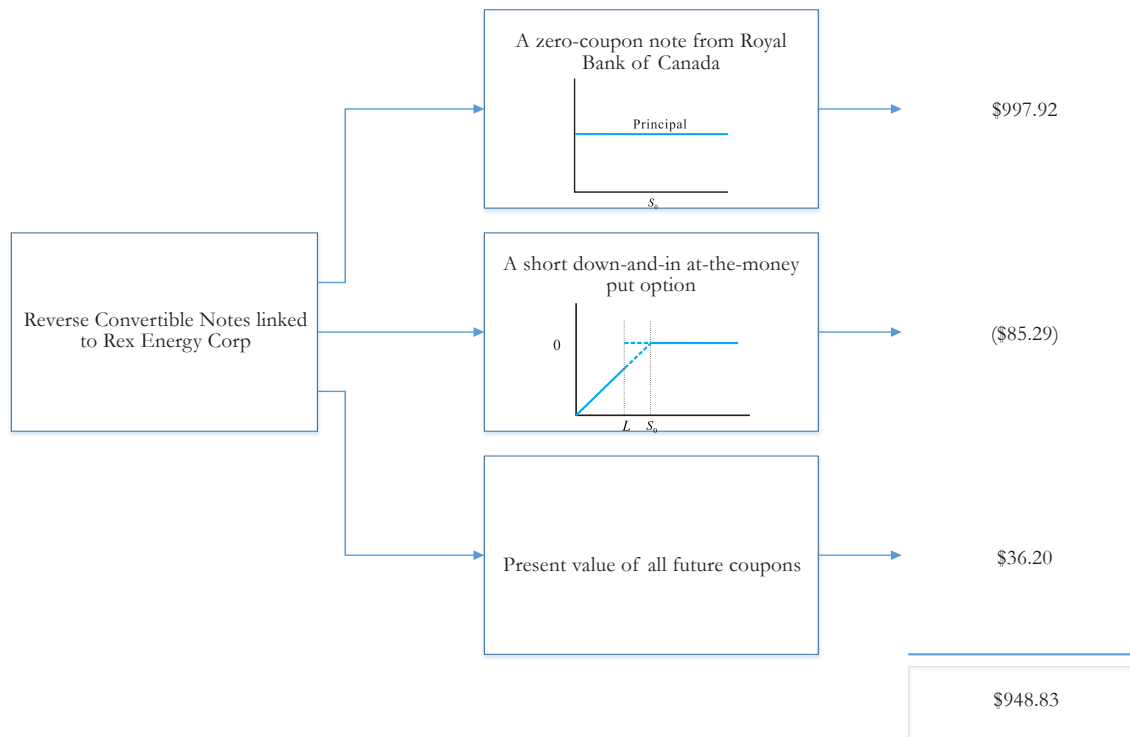 A zero-coupon note from Royal
Bank of Canada
Principal
S₀
$997.92
Reverse Convertible Notes linked
to Rex Energy Corp
A short down-and-in at-the-money
put option
0
L S₀
($85.29)
Present value of all future coupons
$36.20
$948.83